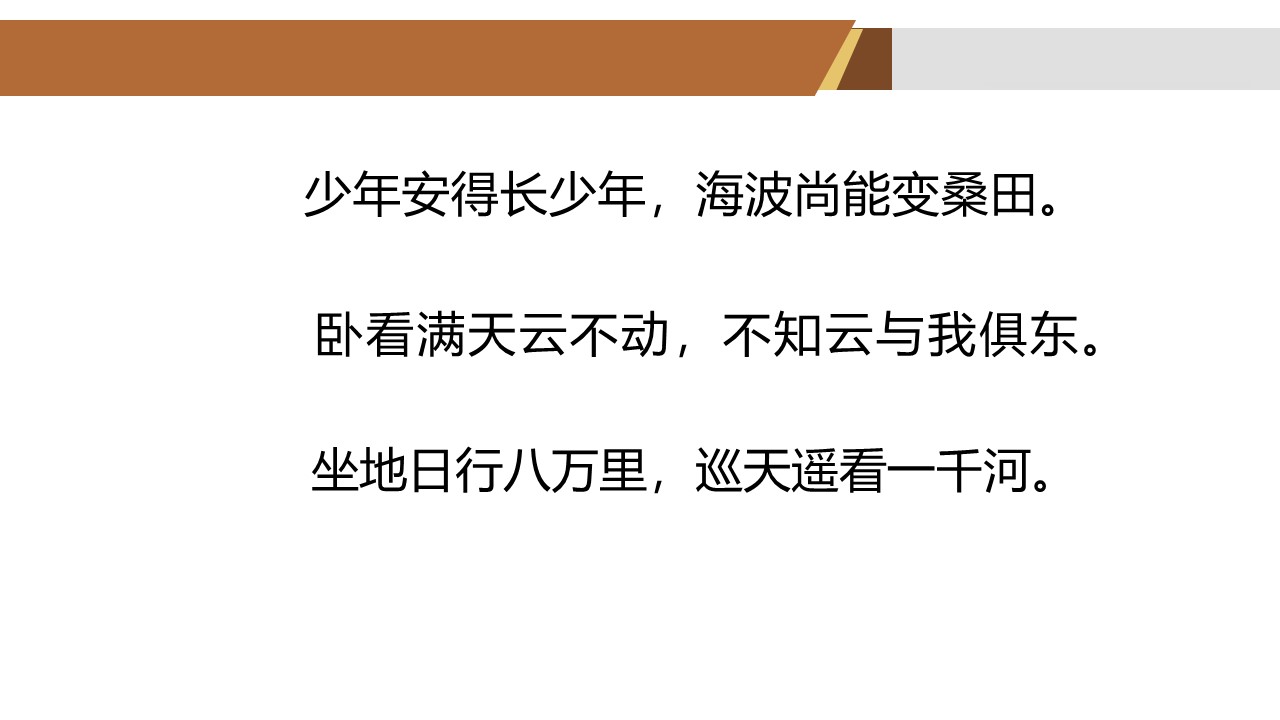 少年安得长少年，海波尚能变桑田。
卧看满天云不动，不知云与我俱东。
坐地日行八万里，巡天遥看一千河。